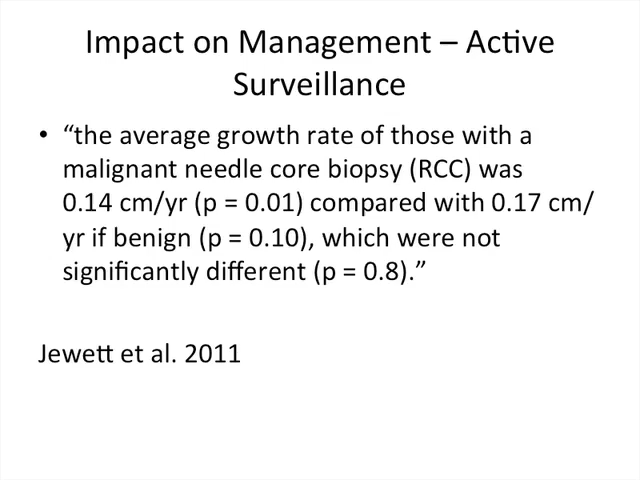 Impact on Management – Active
Surveillance
• “the average growth rate of those with a
malignant needle core biopsy (RCC) was
0.14 cm/yr (p = 0.01) compared with 0.17 cm/
yr if benign (p = 0.10), which were not
significantly different (p = 0.8).”
Jewett et al. 2011